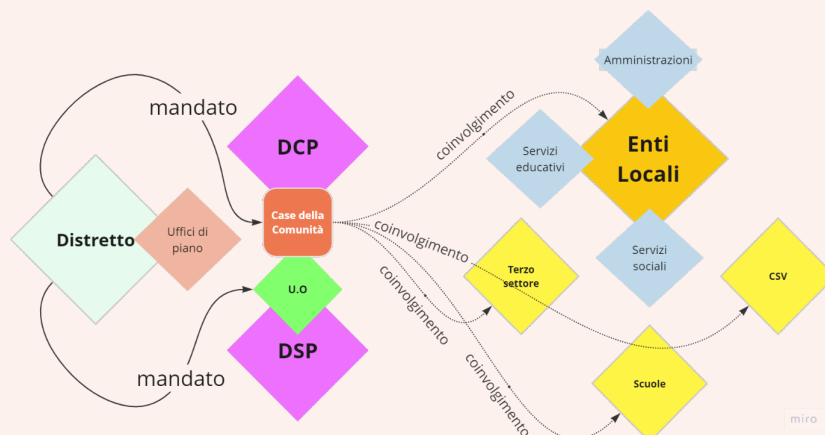 Amministrazioni
coinvolgimento
mandato
DCP
Enti
Locali
Servizi
educativi
Case della
Comunità
Distretto
Uffici di
piano
coinvolgimento
Servizi
sociali
Terzo
settore
CSV
U.O
coinvolgimento
DSP
mandato
coinvolgimento
Scuole
miro